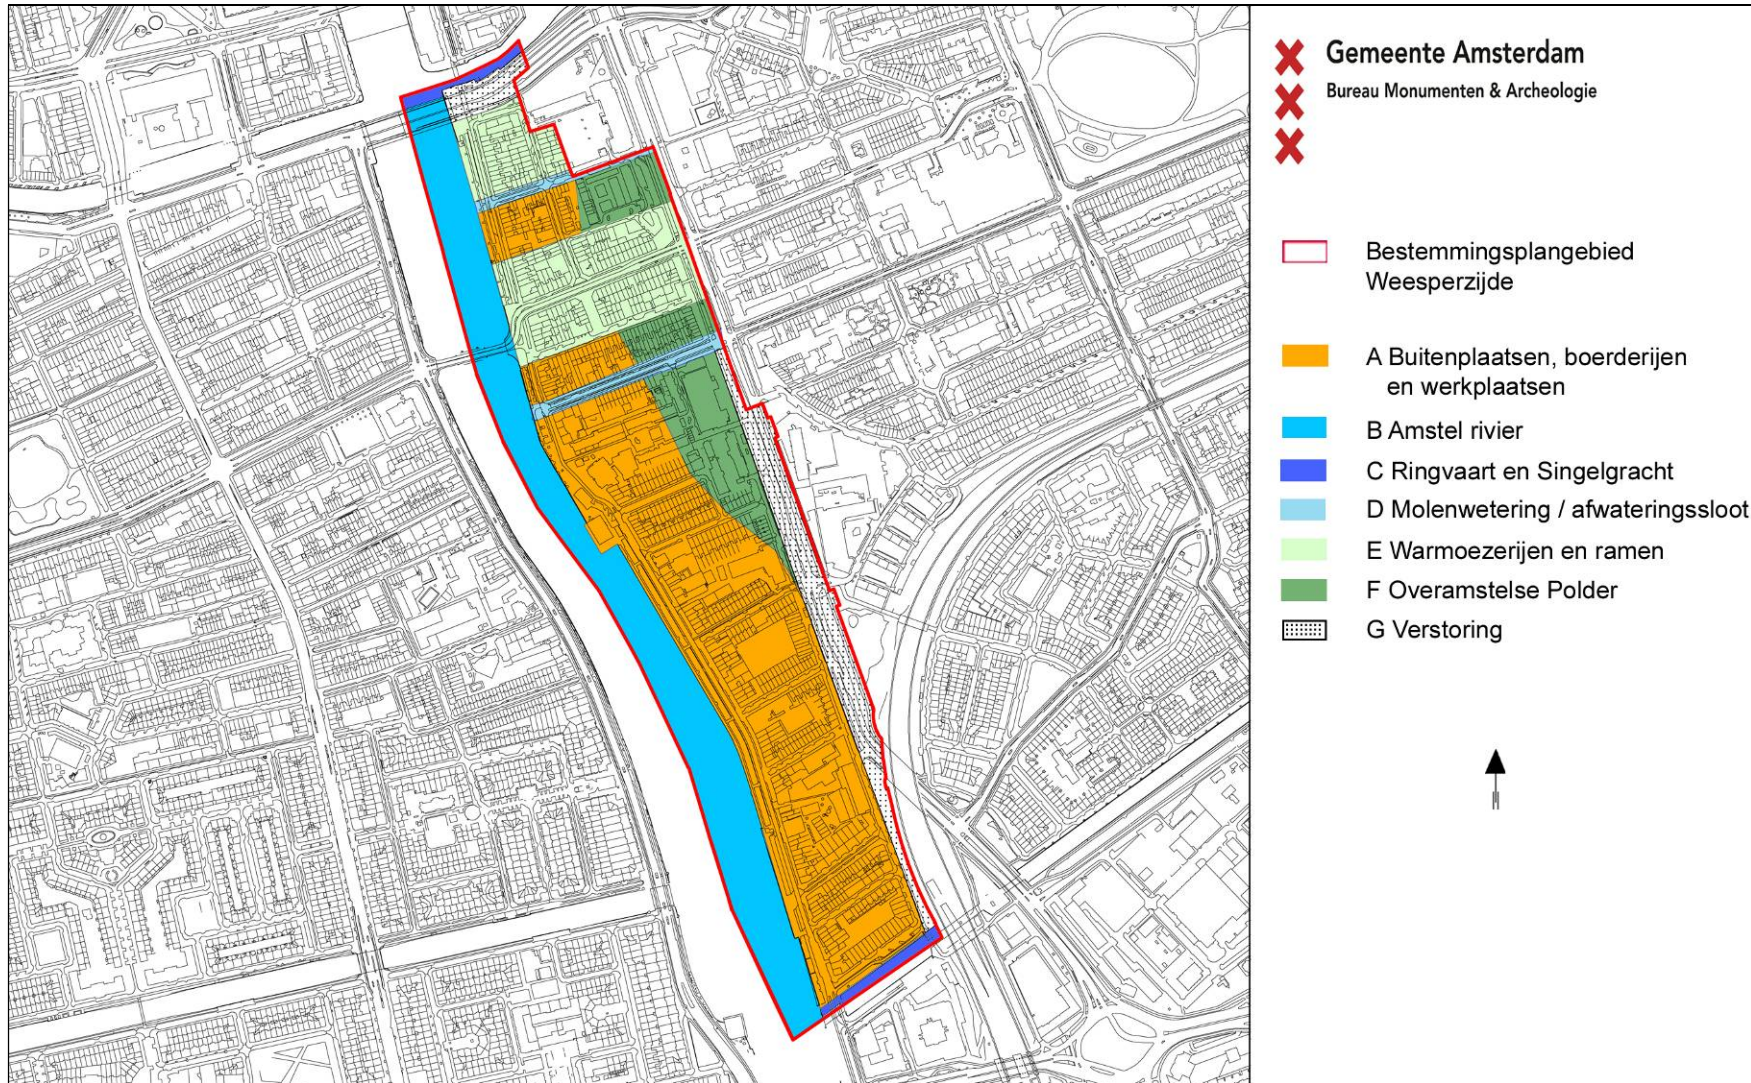 Gemeente Amsterdam
Bureau Monumenten & Archeologie
Bestemmingsplangebied
Weesperzijde
A Buitenplaatsen, boerderijen
en werkplaatsen
B Amstel rivier
C Ringvaart en Singelgracht
D Molenwetering / afwateringssloot
E Warmoezerijen en ramen
F Overamstelse Polder
G Verstoring